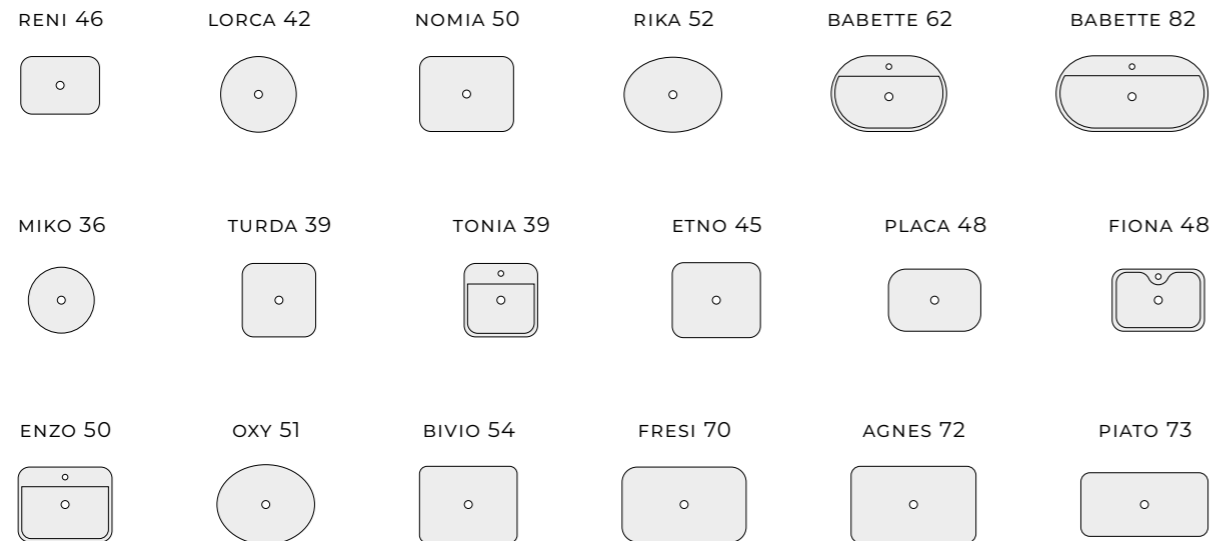 RENI 46 LORCA 42 NOMIA 50 RIKA 52 BABETTE 62 BABETTE 82
MIKO 36 TURDA 39 TONIA 39 ETNO 45 PLACA 48 FIONA 48
ENZO 50 OXY 51 BIVIO 54 FRESI 70 AGNES 72 PIATO 73